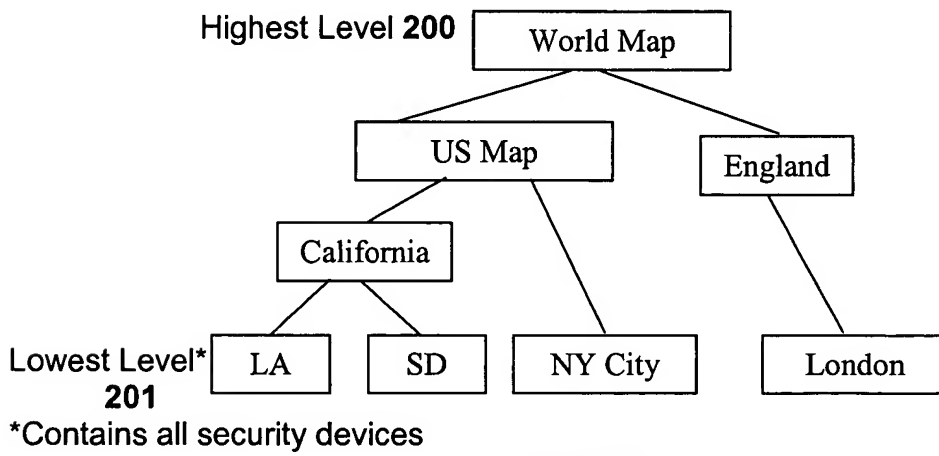 Highest Level 200
World Map
US Map
England
California
Lowest Level*
201
LA
SD
NY City
London
*Contains all security devices